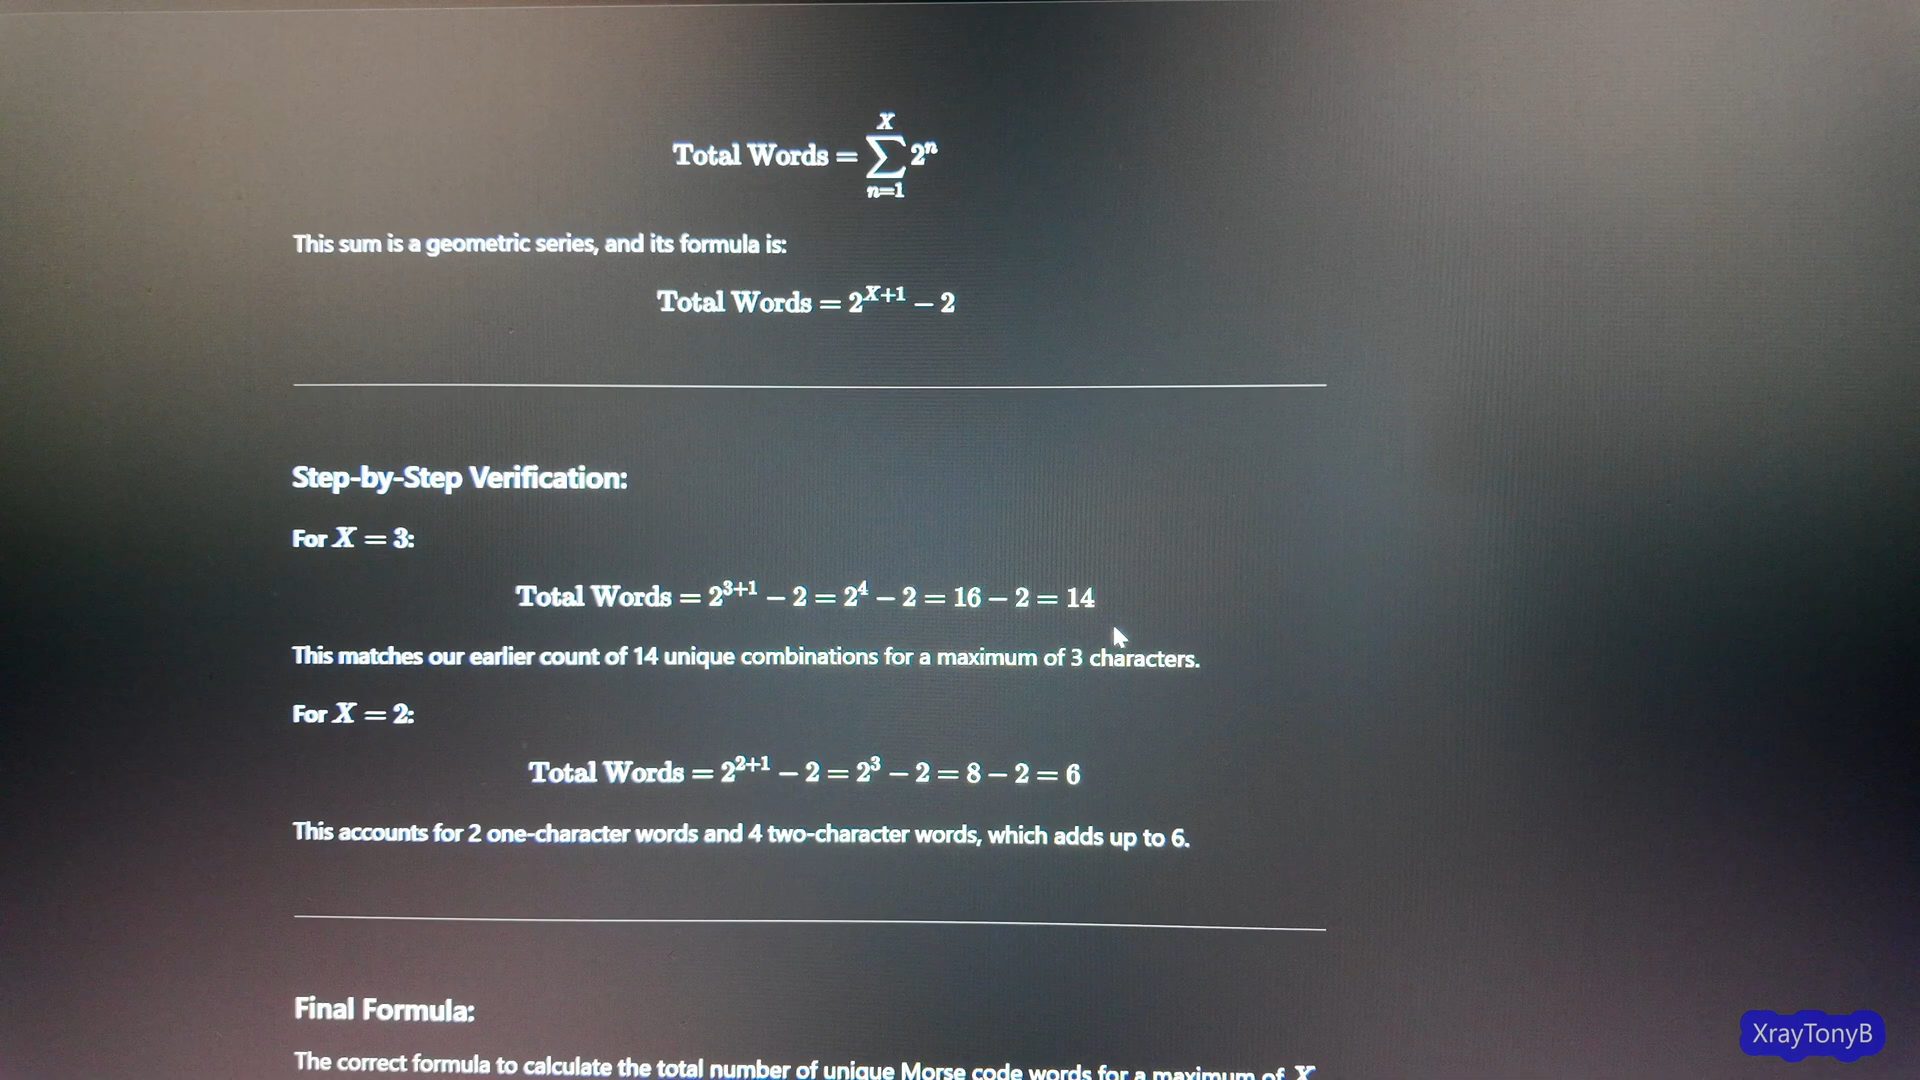 Total Words = \sum_{n=1}^{X} 2^n
This sum is a geometric series, and its formula is:
Total Words = 2^{X+1} − 2
Step-by-Step Verification:
For X = 3:
Total Words = 2^{3+1} − 2 = 2^4 − 2 = 16 − 2 = 14
This matches our earlier count of 14 unique combinations for a maximum of 3 characters.
For X = 2:
Total Words = 2^{2+1} − 2 = 2^3 − 2 = 8 − 2 = 6
This accounts for 2 one-character words and 4 two-character words, which adds up to 6.
Final Formula:
The correct formula to calculate the total number of unique Morse code words for a maximum of X
XrayTonyB